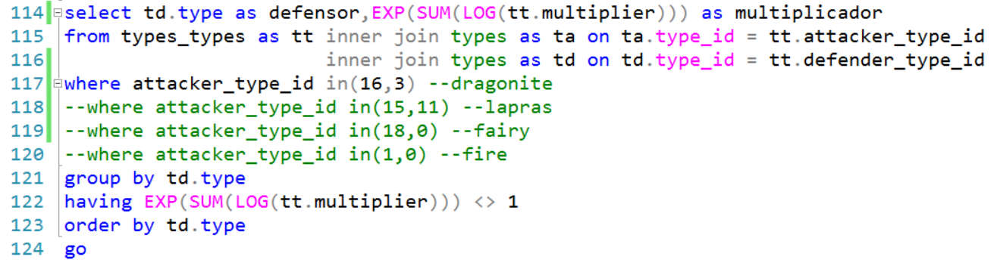 114 select td.type as defensor,EXP(SUM(LOG(tt.multiplier))) as multiplicador
115 from types_types as tt inner join types as ta on ta.type_id = tt.attacker_type_id
116 inner join types as td on td.type_id = tt.defender_type_id
117 where attacker_type_id in(16,3) --dragonite
118 --where attacker_type_id in(15,11) --lapras
119 --where attacker_type_id in(18,0) --fairy
120 --where attacker_type_id in(1,0) --fire
121 group by td.type
122 having EXP(SUM(LOG(tt.multiplier))) <> 1
123 order by td.type
124 go